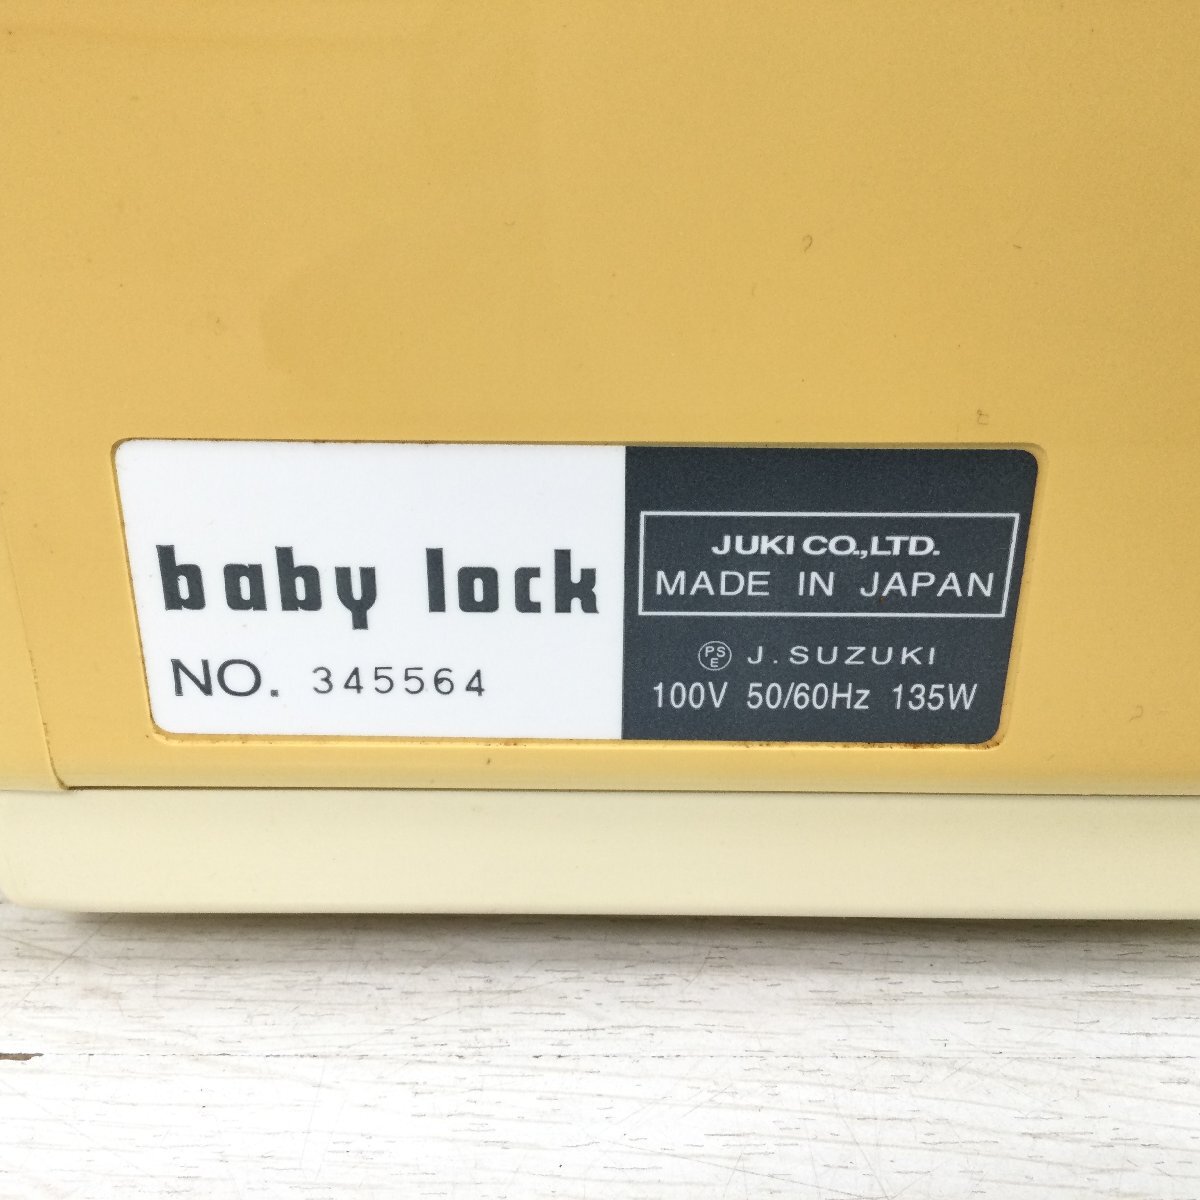 baby lock
NO. 345564
JUKI CO.,LTD.
MADE IN JAPAN
PSE J.SUZUKI
100V 50/60Hz 135W